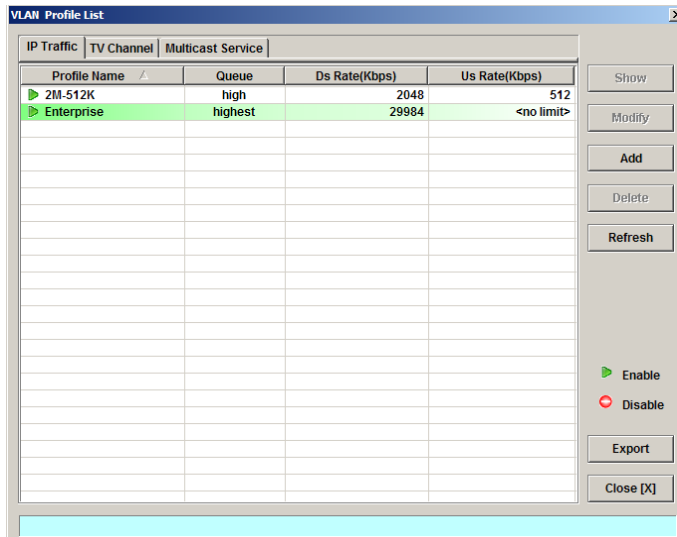 VLAN Profile List
IP Traffic TV Channel Multicast Service
Profile Name Queue Ds Rate(Kbps) Us Rate(Kbps)
2M-512K high 2048 512
Enterprise highest 29984 <no limit>
Show
Modify
Add
Delete
Refresh
Enable
Disable
Export
Close [X]